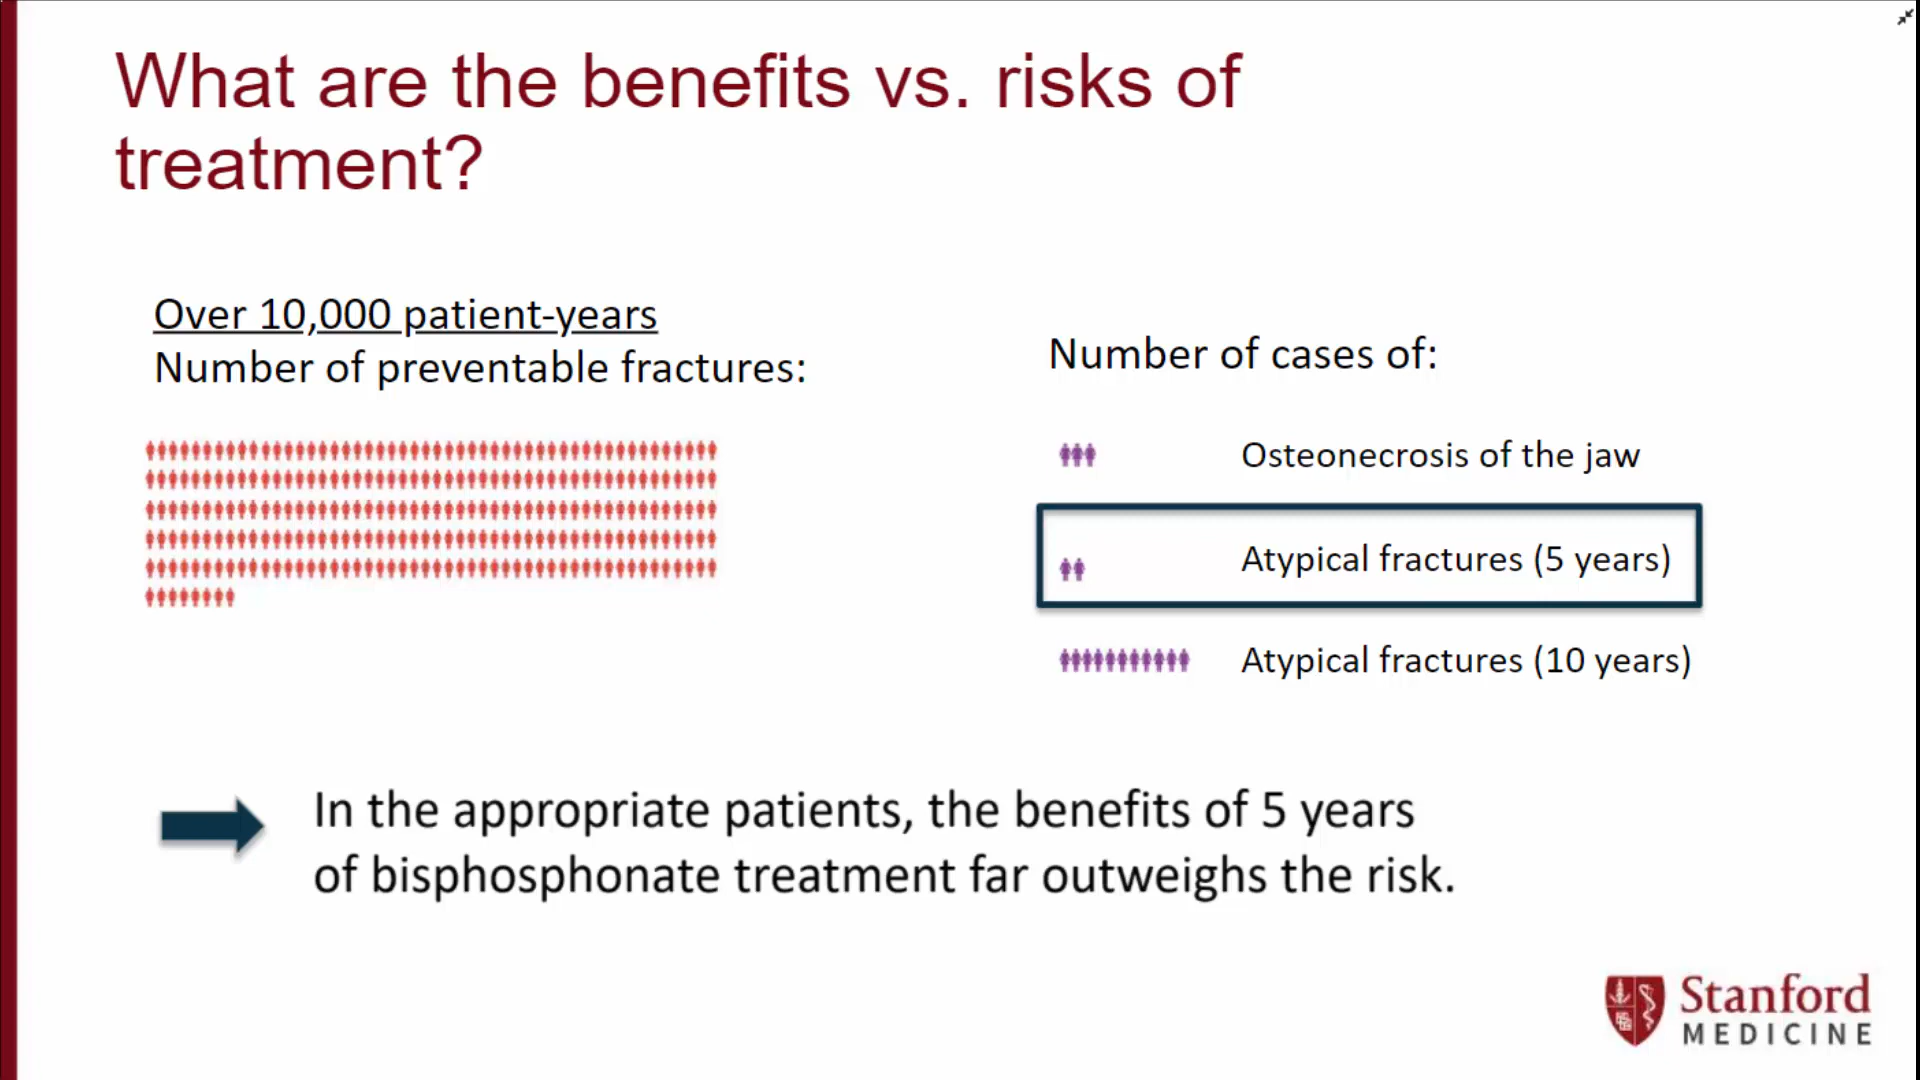 What are the benefits vs. risks of
treatment?
Over 10,000 patient-years
Number of preventable fractures:
Number of cases of:
Osteonecrosis of the jaw
Atypical fractures (5 years)
Atypical fractures (10 years)
In the appropriate patients, the benefits of 5 years
of bisphosphonate treatment far outweighs the risk.
Stanford
MEDICINE